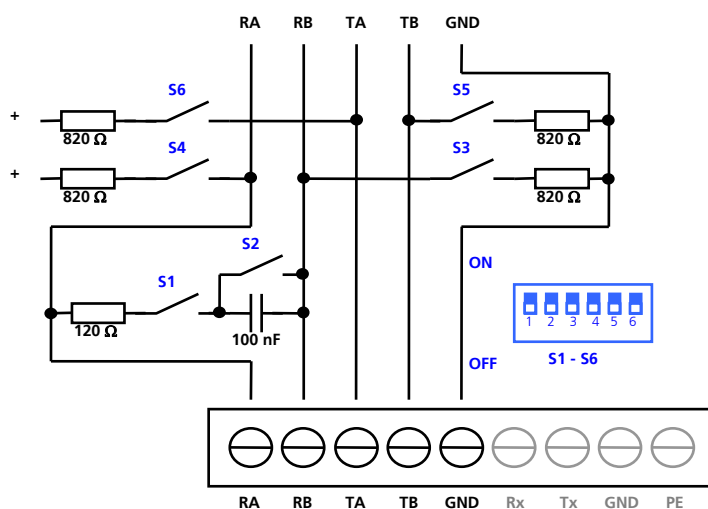 RA RB TA TB GND
S6 S5
+
820 Ω 820 Ω
S4 S3
+
820 Ω 820 Ω
S2
ON
S1
1 2 3 4 5 6
120 Ω 100 nF
S1 - S6
OFF
RA RB TA TB GND Rx Tx GND PE